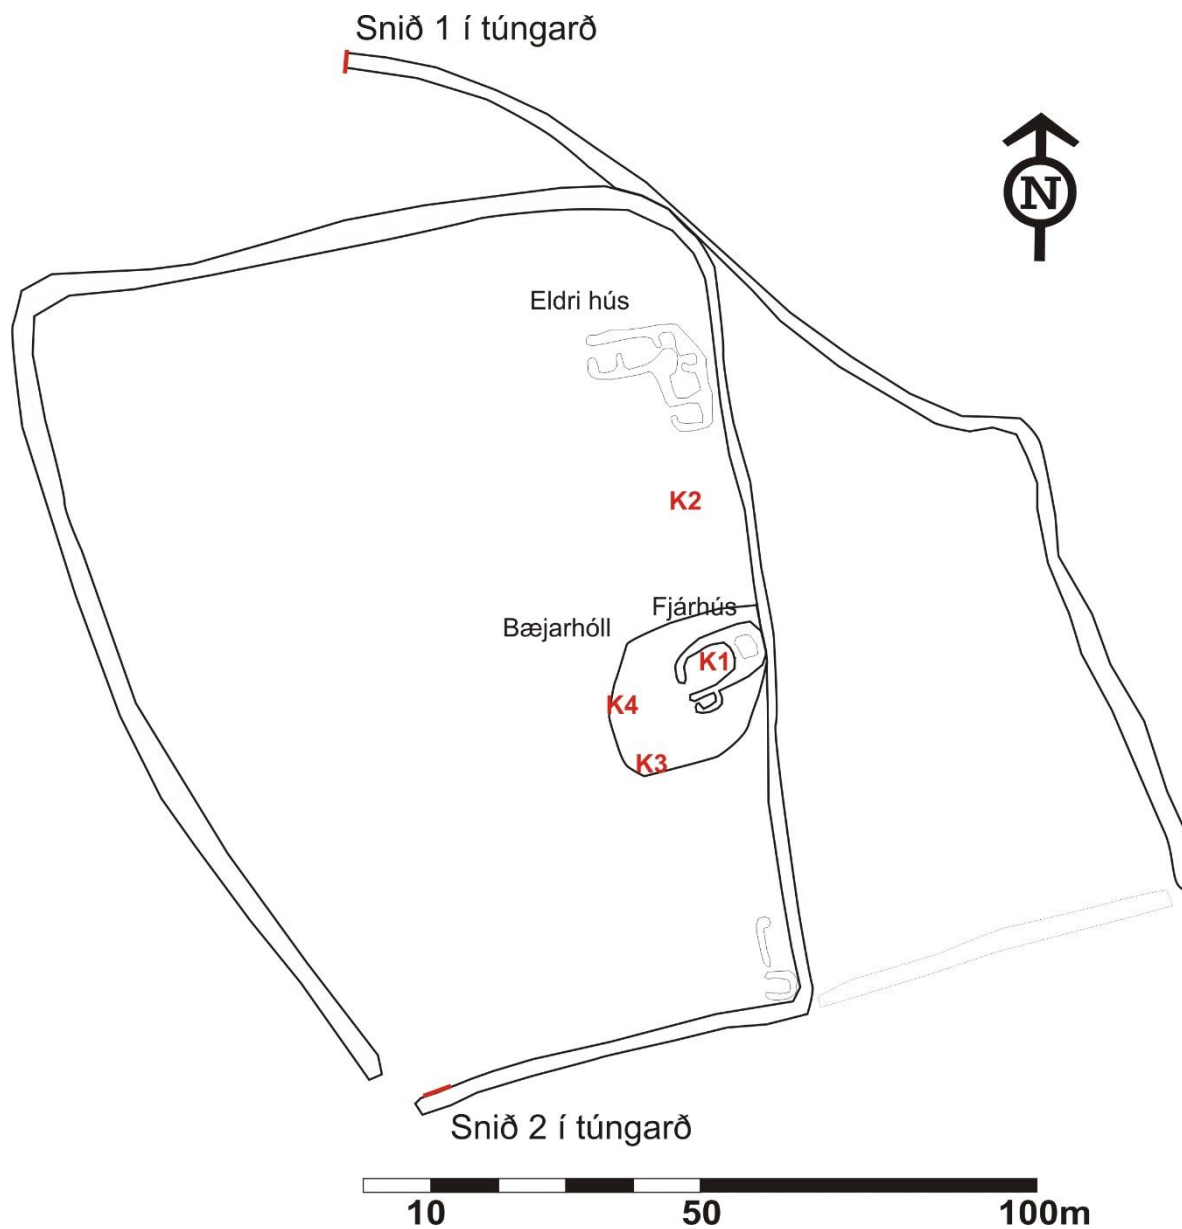 Snið 1 í túngarð
N
Eldri hús
K2
Fjárhús
Bæjarhóll
K1
K4
K3
Snið 2 í túngarð
10 50 100m